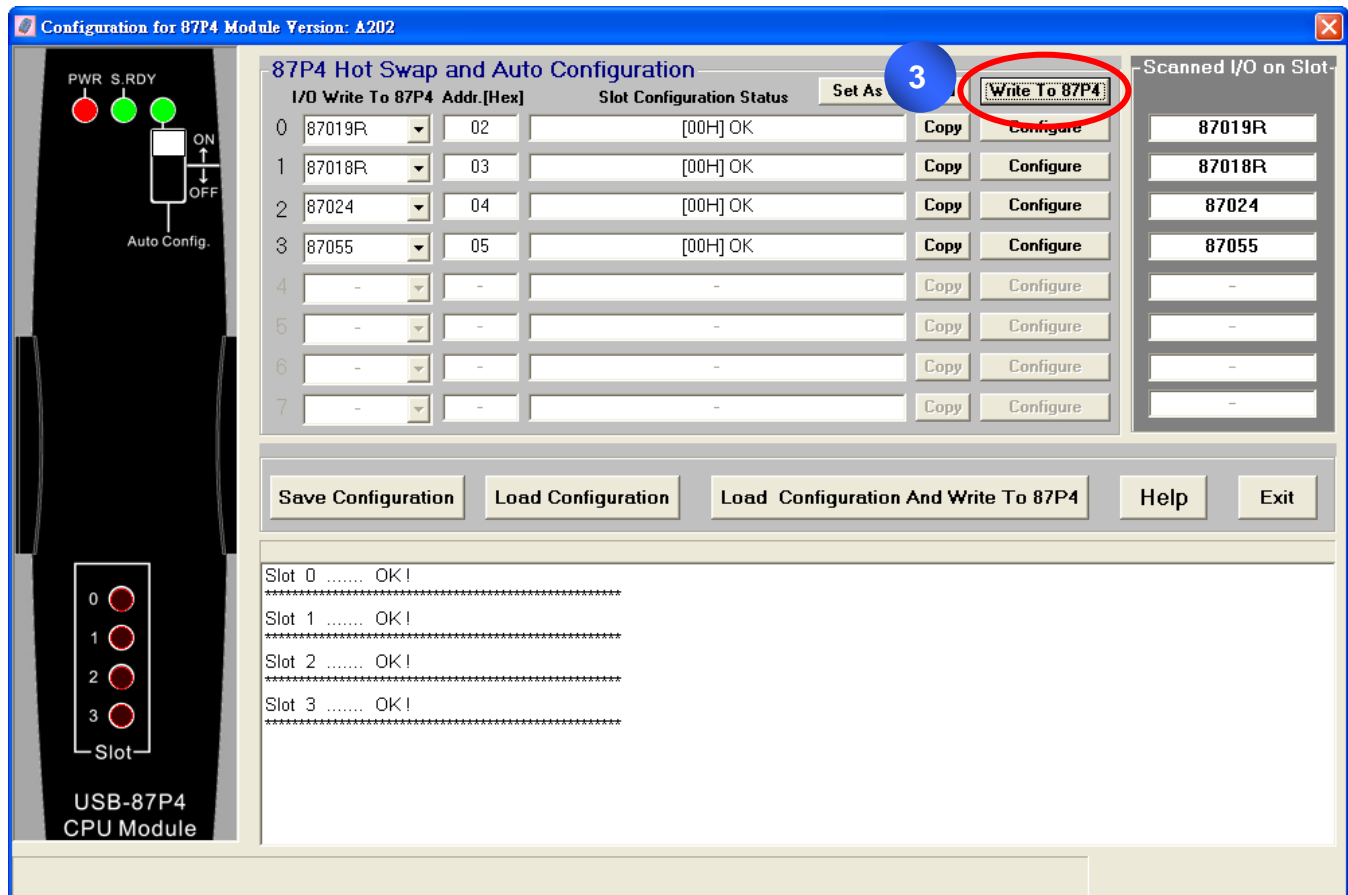 Configuration for 87P4 Module Version: A202
PWR S.RDY
ON
OFF
Auto Config.
0
1
2
3
Slot
USB-87P4
CPU Module
87P4 Hot Swap and Auto Configuration
Set As
3
Write To 87P4
I/O Write To 87P4 Addr.[Hex] Slot Configuration Status
0 87019R 02 [00H] OK Copy Configure
1 87018R 03 [00H] OK Copy Configure
2 87024 04 [00H] OK Copy Configure
3 87055 05 [00H] OK Copy Configure
4 - - - Copy Configure
5 - - - Copy Configure
6 - - - Copy Configure
7 - - - Copy Configure
Scanned I/O on Slot
87019R
87018R
87024
87055
-
-
-
-
Save Configuration Load Configuration Load Configuration And Write To 87P4 Help Exit
Slot 0 ....... OK!
******************************************************
Slot 1 ....... OK!
******************************************************
Slot 2 ....... OK!
******************************************************
Slot 3 ....... OK!
******************************************************